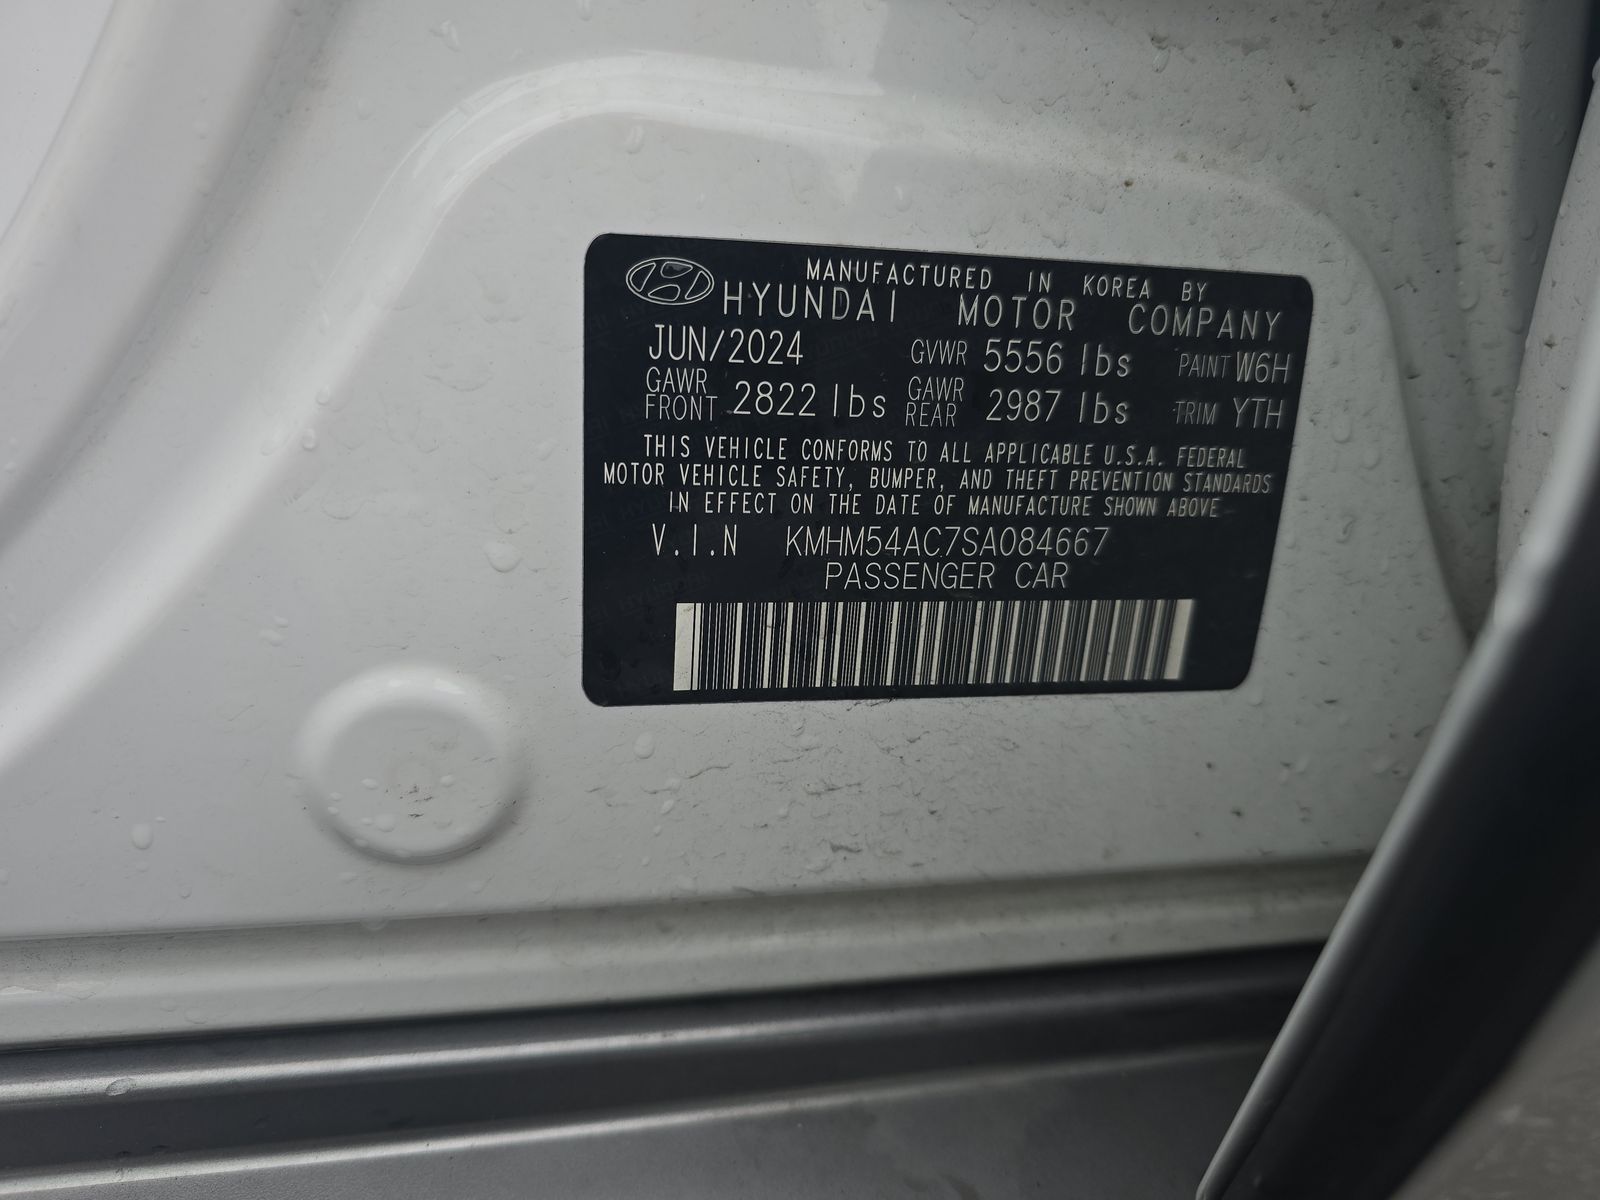 MANUFACTURED IN KOREA BY
HYUNDAI MOTOR COMPANY
JUN/2024 GVWR 5556 lbs PAINT W6H
GAWR FRONT 2822 lbs GAWR REAR 2987 lbs TRIM YTH
THIS VEHICLE CONFORMS TO ALL APPLICABLE U.S.A. FEDERAL
MOTOR VEHICLE SAFETY, BUMPER, AND THEFT PREVENTION STANDARDS
IN EFFECT ON THE DATE OF MANUFACTURE SHOWN ABOVE
V.I.N KMHM54AC7SA084667
PASSENGER CAR